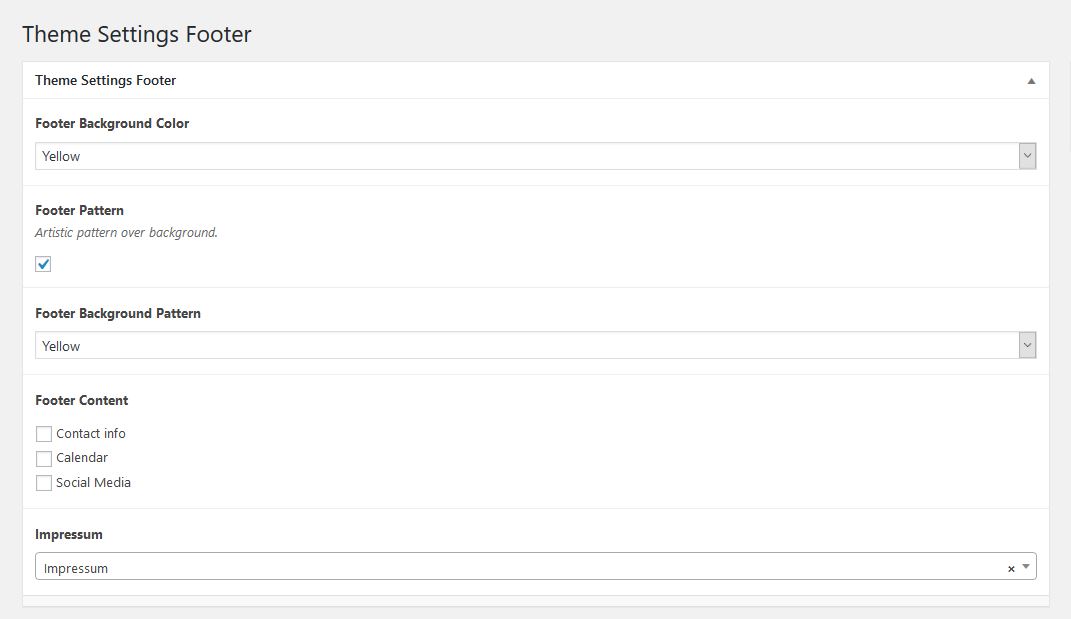 Theme Settings Footer
Theme Settings Footer
Footer Background Color
Yellow
Footer Pattern
Artistic pattern over background.
Footer Background Pattern
Yellow
Footer Content
Contact info
Calendar
Social Media
Impressum
Impressum